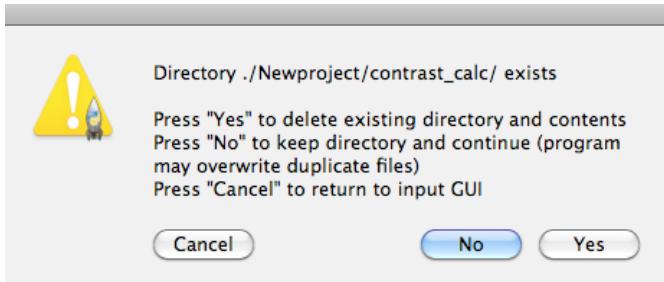 Directory ./Newproject/contrast_calc/ exists
Press "Yes" to delete existing directory and contents
Press "No" to keep directory and continue (program
may overwrite duplicate files)
Press "Cancel" to return to input GUI
Cancel
No
Yes